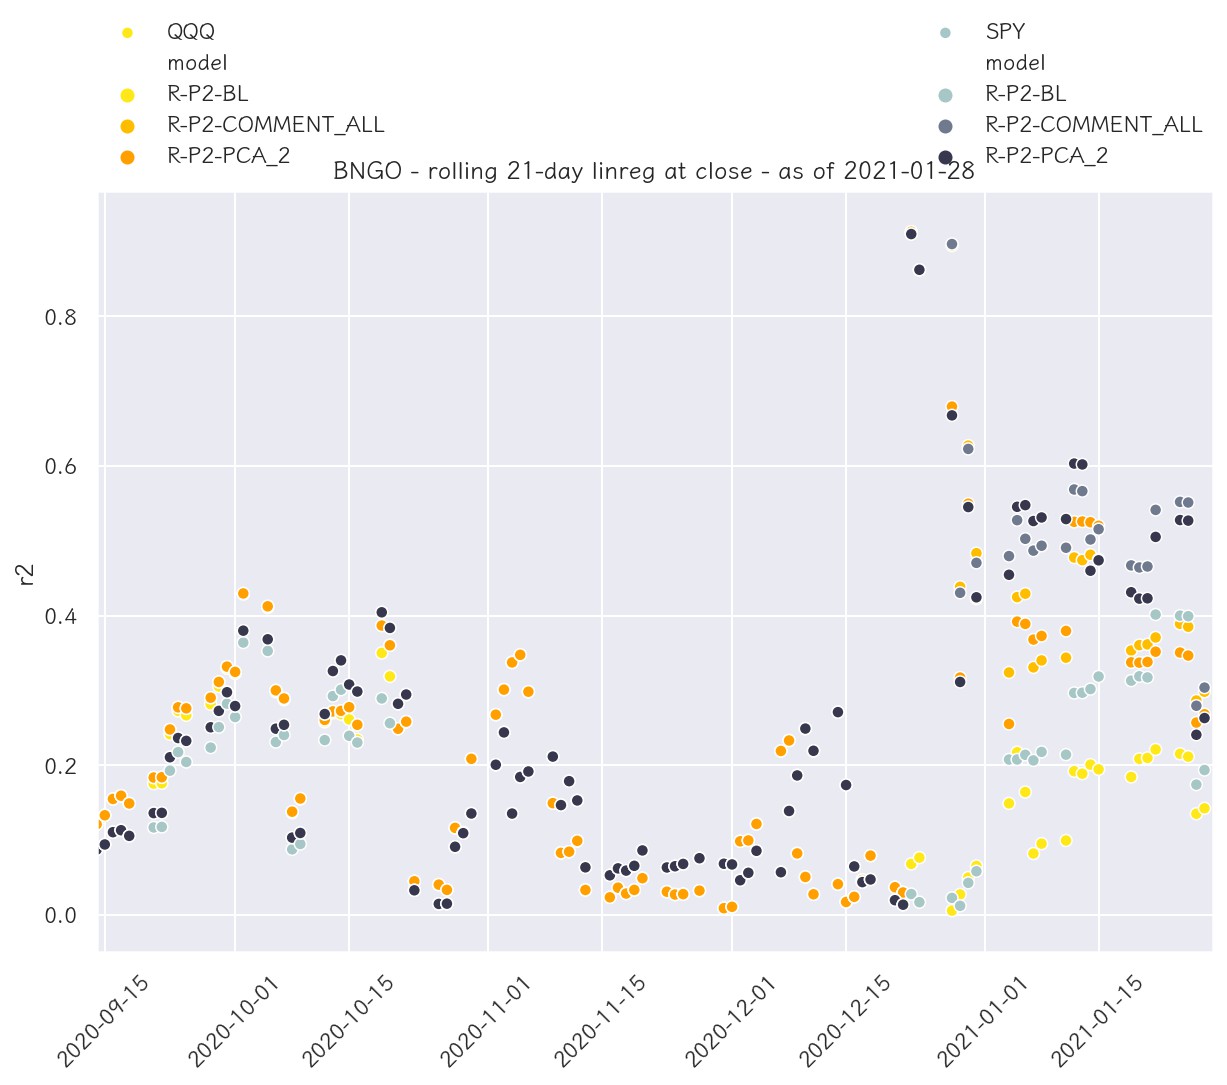 QQQ
model
R-P2-BL
R-P2-COMMENT_ALL
R-P2-PCA_2
SPY
model
R-P2-BL
R-P2-COMMENT_ALL
R-P2-PCA_2
BNGO - rolling 21-day linreg at close - as of 2021-01-28
r2
0.8
0.6
0.4
0.2
0.0
2020-09-15
2020-10-01
2020-10-15
2020-11-01
2020-11-15
2020-12-01
2020-12-15
2021-01-01
2021-01-15